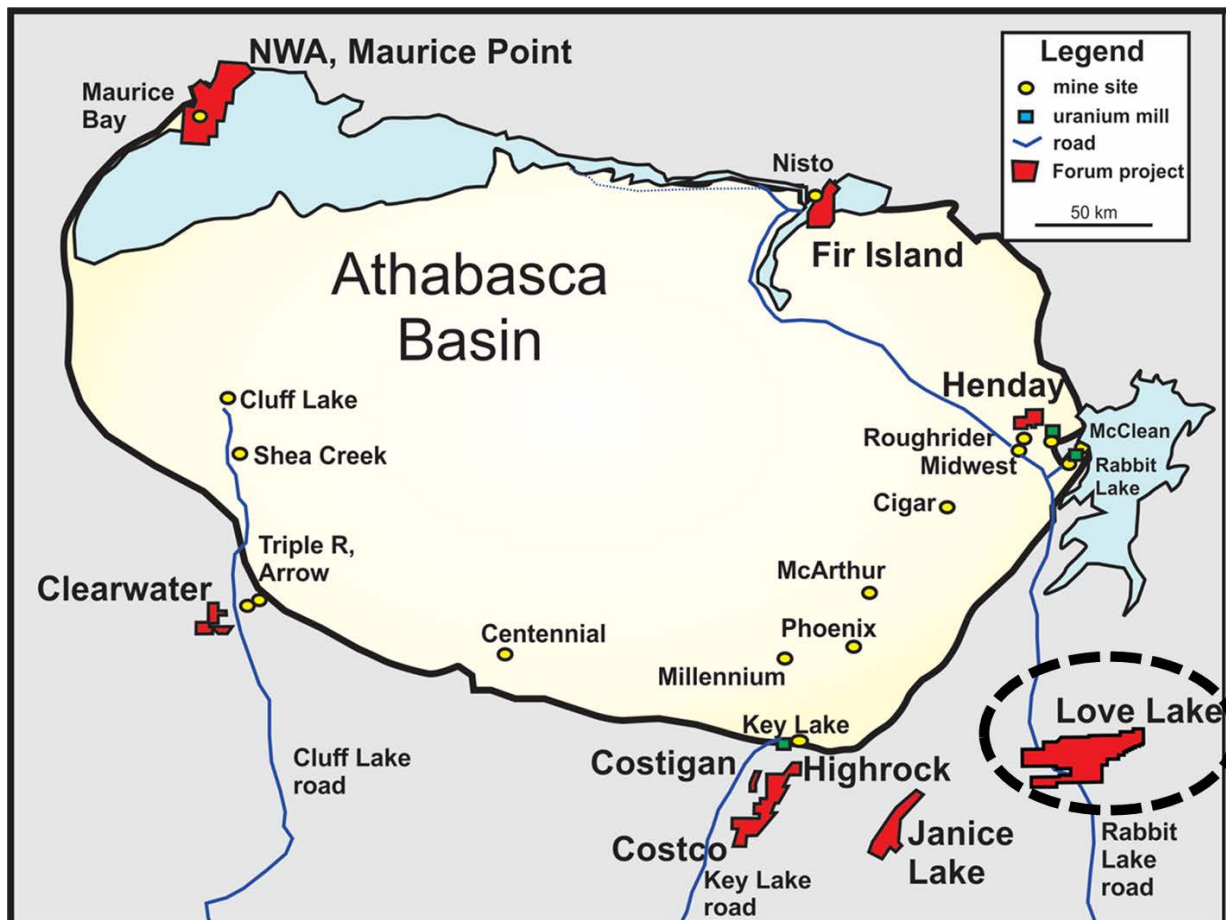 NWA, Maurice Point
Maurice
Bay
Legend
mine site
uranium mill
road
Forum project
50 km
Nisto
Fir Island
Athabasca
Basin
Henday
McClean
Roughrider
Midwest
Rabbit
Lake
Cigar
Cluff Lake
Shea Creek
Triple R,
Arrow
Clearwater
McArthur
Phoenix
Centennial
Millennium
Key Lake
Love Lake
Cluff Lake
road
Costigan
Highrock
Costco
Key Lake
road
Janice
Lake
Rabbit
Lake
road